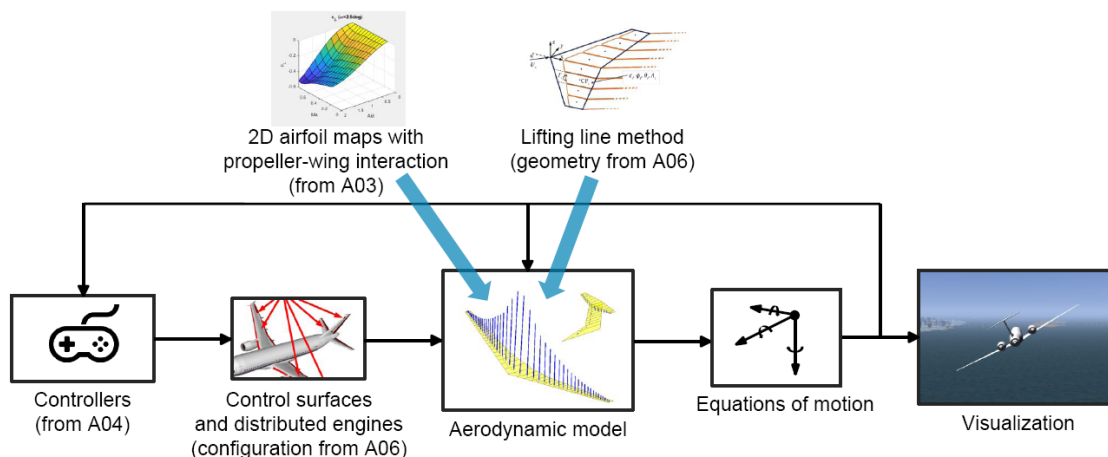 2D airfoil maps with
propeller-wing interaction
(from A03)
Lifting line method
(geometry from A06)
Controllers
(from A04)
Control surfaces
and distributed engines
(configuration from A06)
Aerodynamic model
Equations of motion
Visualization